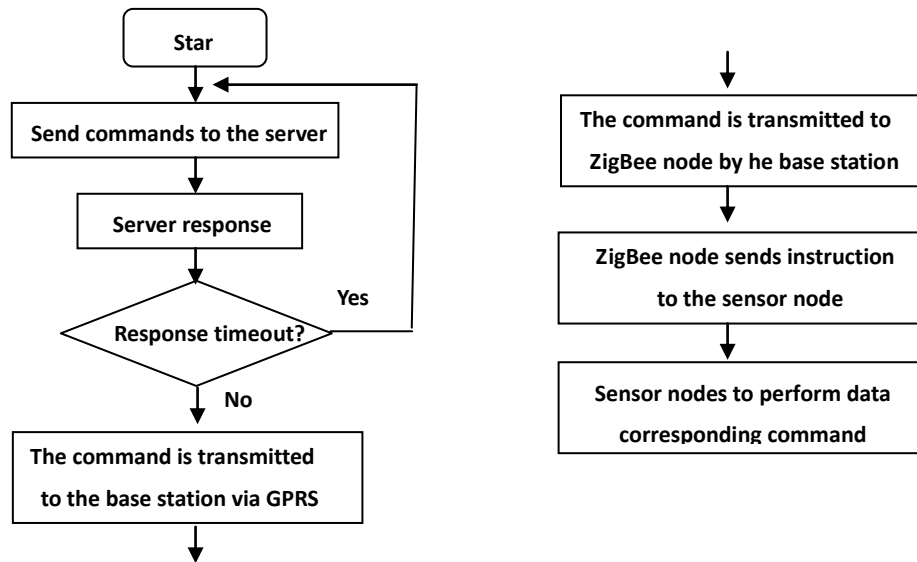 Star
Send commands to the server
Server response
Response timeout?
Yes
No
The command is transmitted
to the base station via GPRS
The command is transmitted to
ZigBee node by he base station
ZigBee node sends instruction
to the sensor node
Sensor nodes to perform data
corresponding command